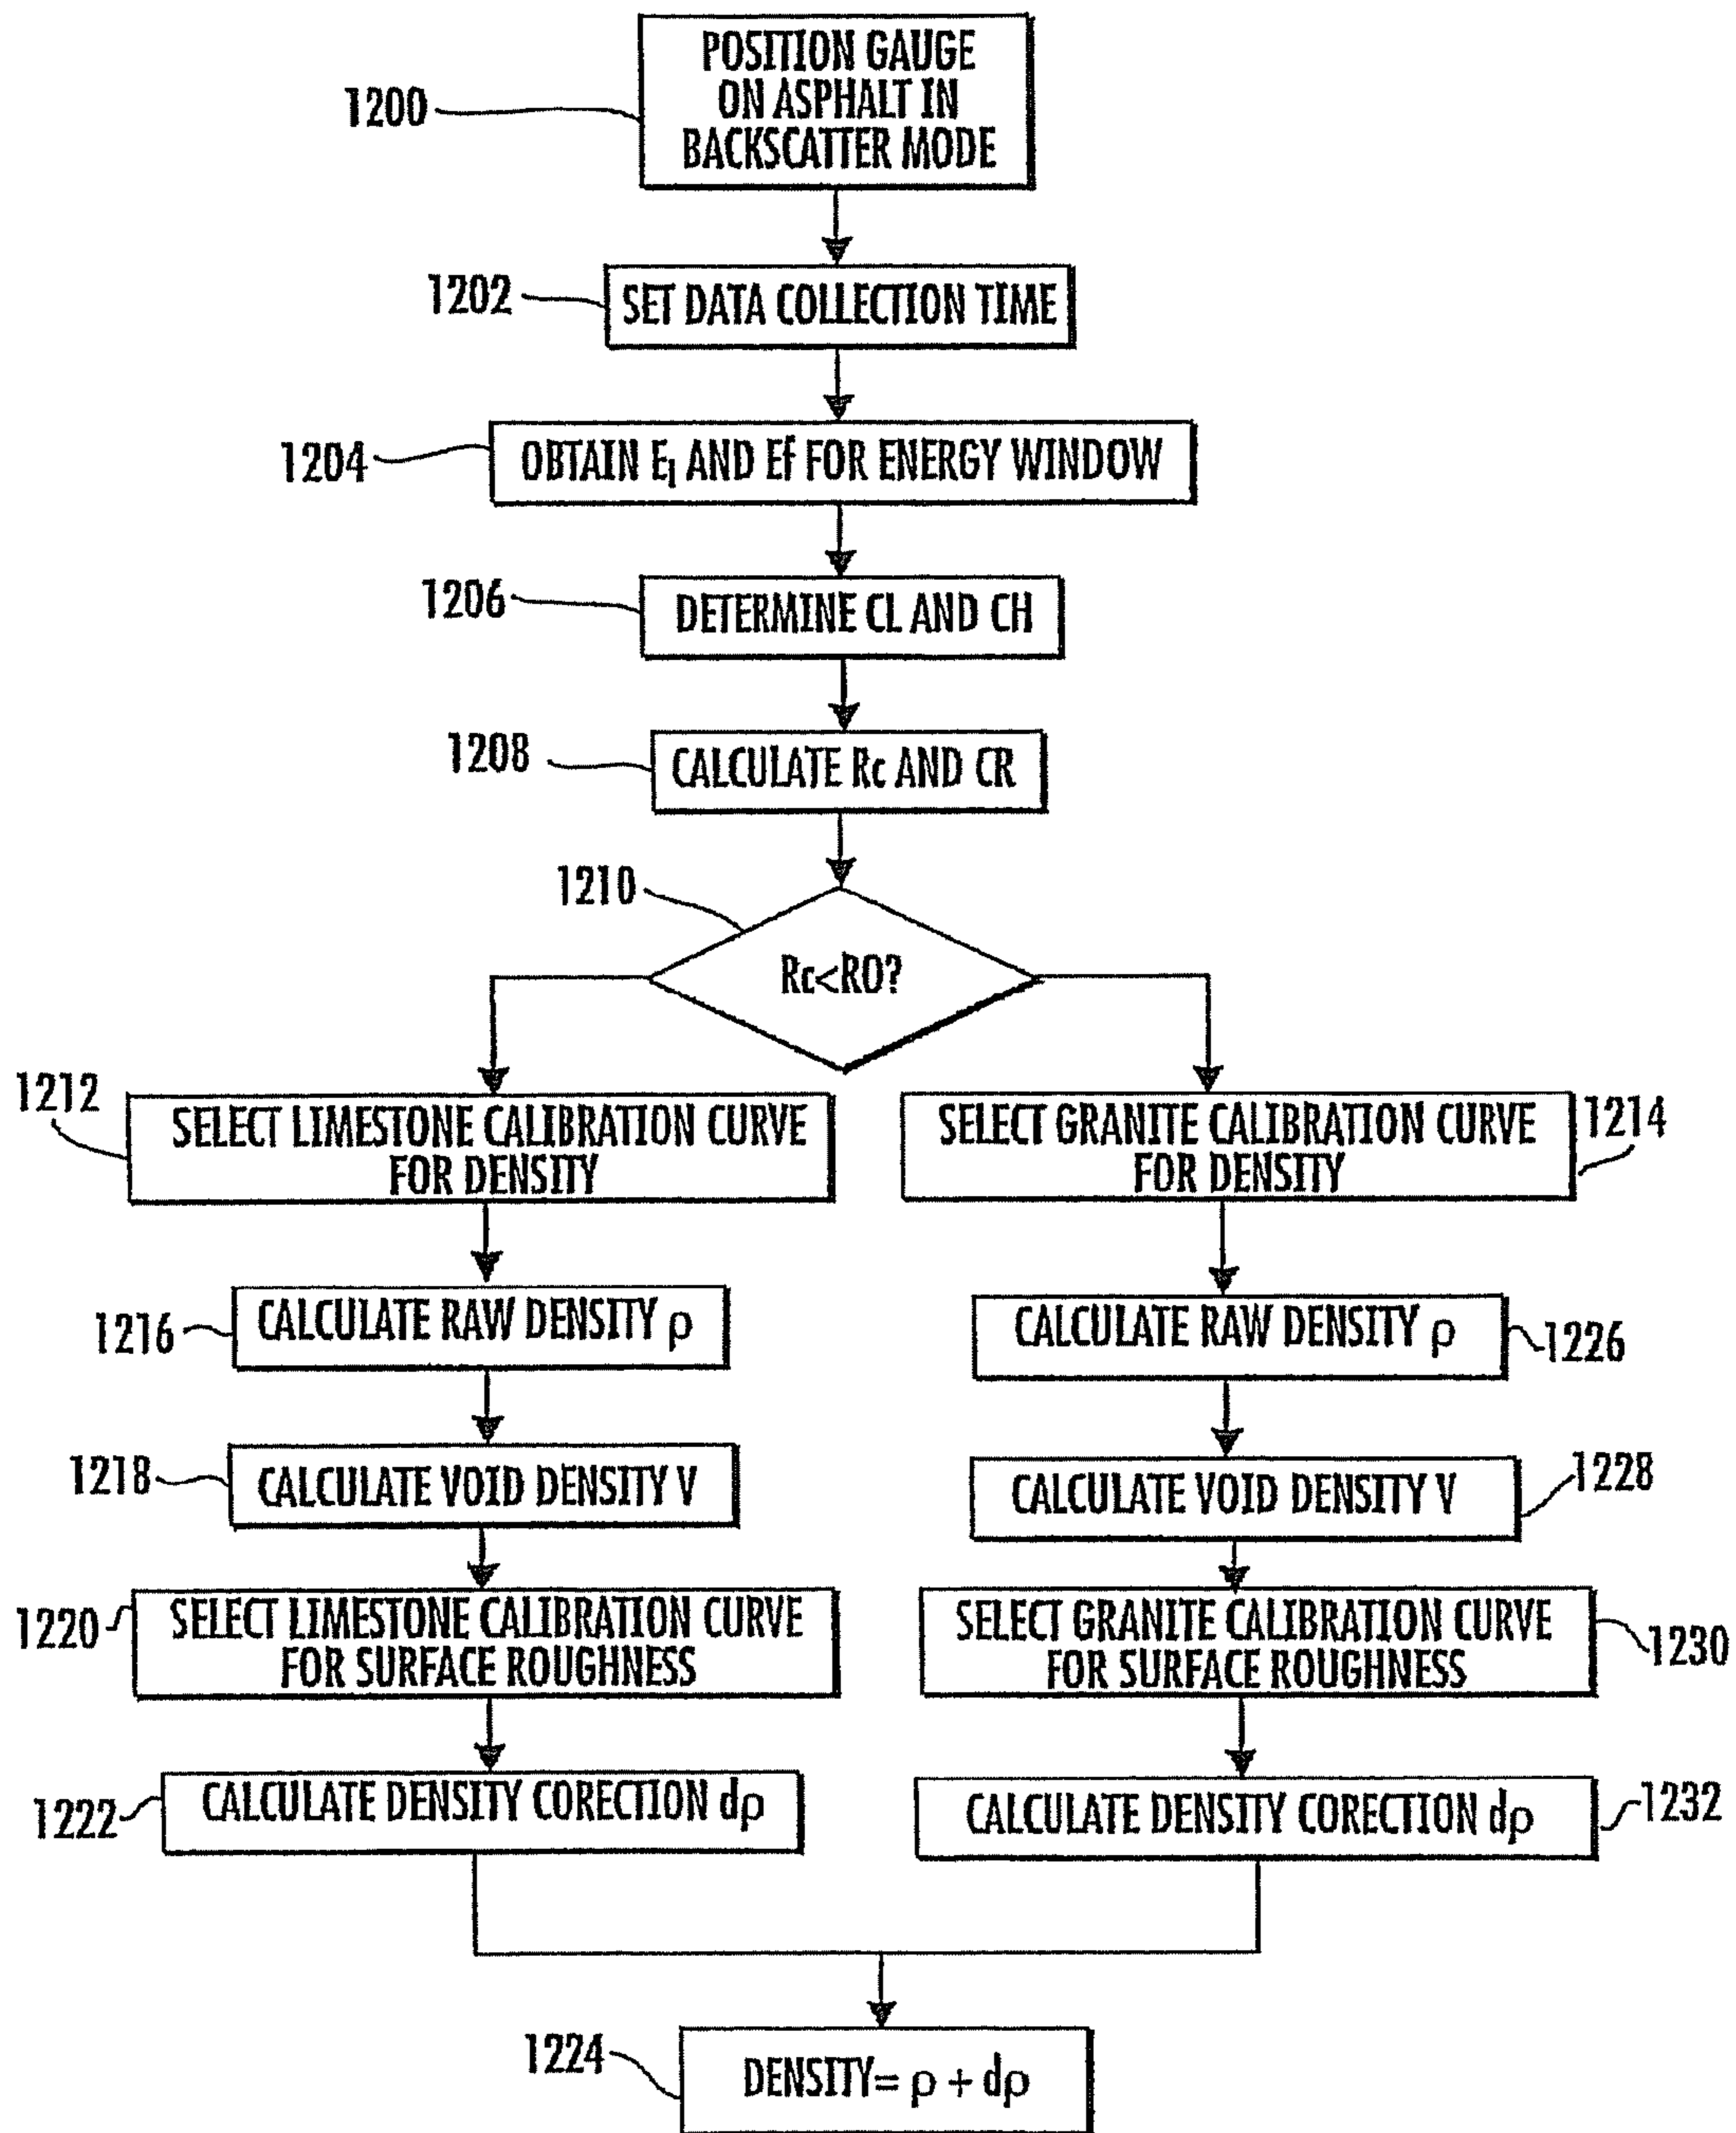 POSITION GAUGE
ON ASPHALT IN
BACKSCATTER MODE
1200
SET DATA COLLECTION TIME
1202
OBTAIN El AND Ef FOR ENERGY WINDOW
1204
DETERMINE CL AND CH
1206
CALCULATE Rc AND CR
1208
1210
Rc<RO?
1212
SELECT LIMESTONE CALIBRATION CURVE
FOR DENSITY
SELECT GRANITE CALIBRATION CURVE
FOR DENSITY
1214
1216
CALCULATE RAW DENSITY ρ
CALCULATE RAW DENSITY ρ
1226
1218
CALCULATE VOID DENSITY V
CALCULATE VOID DENSITY V
1228
1220
SELECT LIMESTONE CALIBRATION CURVE
FOR SURFACE ROUGHNESS
SELECT GRANITE CALIBRATION CURVE
FOR SURFACE ROUGHNESS
1230
1222
CALCULATE DENSITY CORECTION dρ
CALCULATE DENSITY CORECTION dρ
1232
1224
DENSITY= ρ + dρ